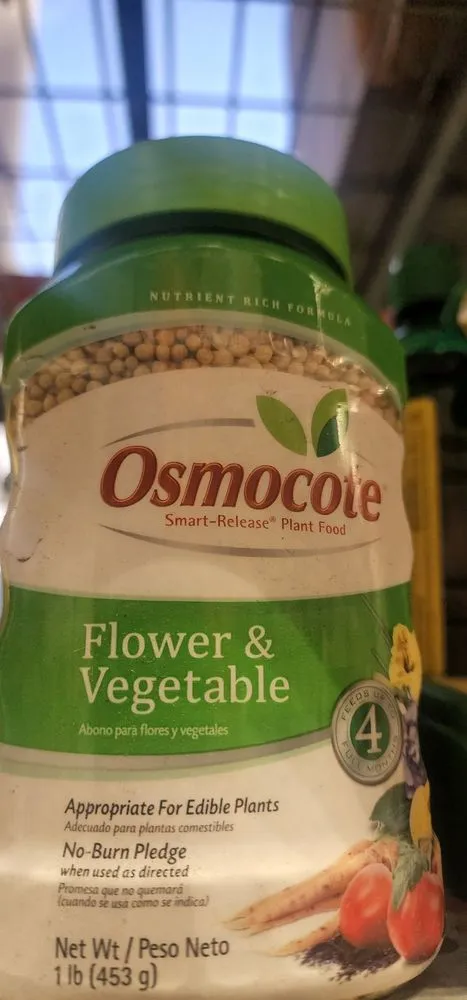 NUTRIENT RICH FORMULA
Osmocote
Smart-Release® Plant Food
Flower &
Vegetable
Abono para flores y vegetales
FEEDS UP TO
4
FULL MONTHS
Appropriate For Edible Plants
Adecuado para plantas comestibles
No-Burn Pledge
when used as directed
Promesa que no quemará
(cuando se usa como se indica)
Net Wt / Peso Neto
1 lb (453 g)